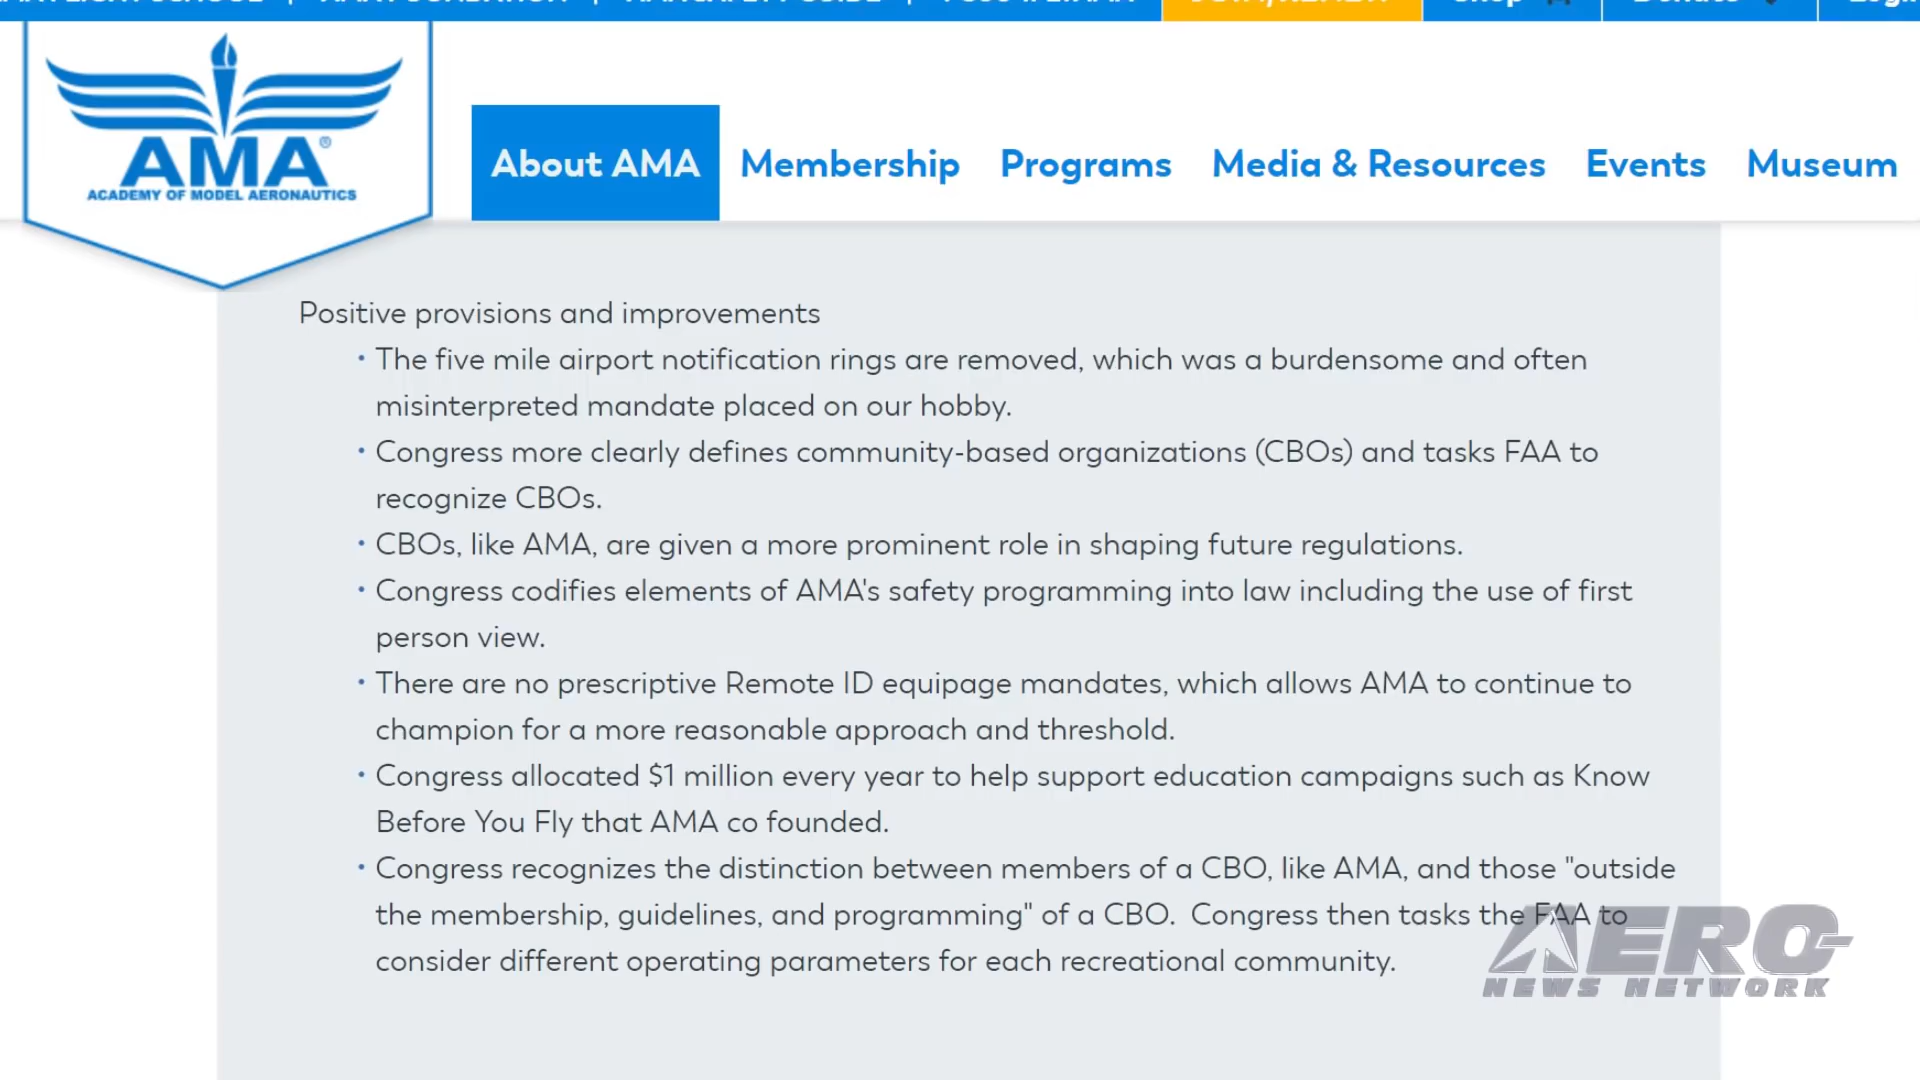 JOIN/RENEW
Shop
Donate
AMA®
ACADEMY OF MODEL AERONAUTICS
About AMA
Membership
Programs
Media & Resources
Events
Museum
Positive provisions and improvements
• The five mile airport notification rings are removed, which was a burdensome and often
misinterpreted mandate placed on our hobby.
• Congress more clearly defines community-based organizations (CBOs) and tasks FAA to
recognize CBOs.
• CBOs, like AMA, are given a more prominent role in shaping future regulations.
• Congress codifies elements of AMA's safety programming into law including the use of first
person view.
• There are no prescriptive Remote ID equipage mandates, which allows AMA to continue to
champion for a more reasonable approach and threshold.
• Congress allocated $1 million every year to help support education campaigns such as Know
Before You Fly that AMA co founded.
• Congress recognizes the distinction between members of a CBO, like AMA, and those "outside
the membership, guidelines, and programming" of a CBO.  Congress then tasks the FAA to
consider different operating parameters for each recreational community.
AERO-
NEWS NETWORK